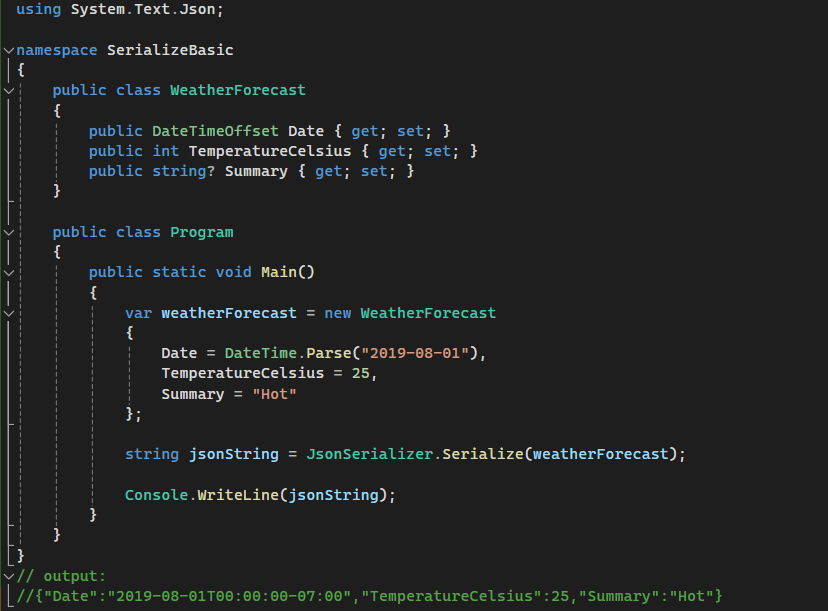 using System.Text.Json;
namespace SerializeBasic
{
public class WeatherForecast
{
public DateTimeOffset Date { get; set; }
public int TemperatureCelsius { get; set; }
public string? Summary { get; set; }
}
public class Program
{
public static void Main()
{
var weatherForecast = new WeatherForecast
{
Date = DateTime.Parse("2019-08-01"),
TemperatureCelsius = 25,
Summary = "Hot"
};
string jsonString = JsonSerializer.Serialize(weatherForecast);
Console.WriteLine(jsonString);
}
}
}
// output:
//{"Date":"2019-08-01T00:00:00-07:00","TemperatureCelsius":25,"Summary":"Hot"}